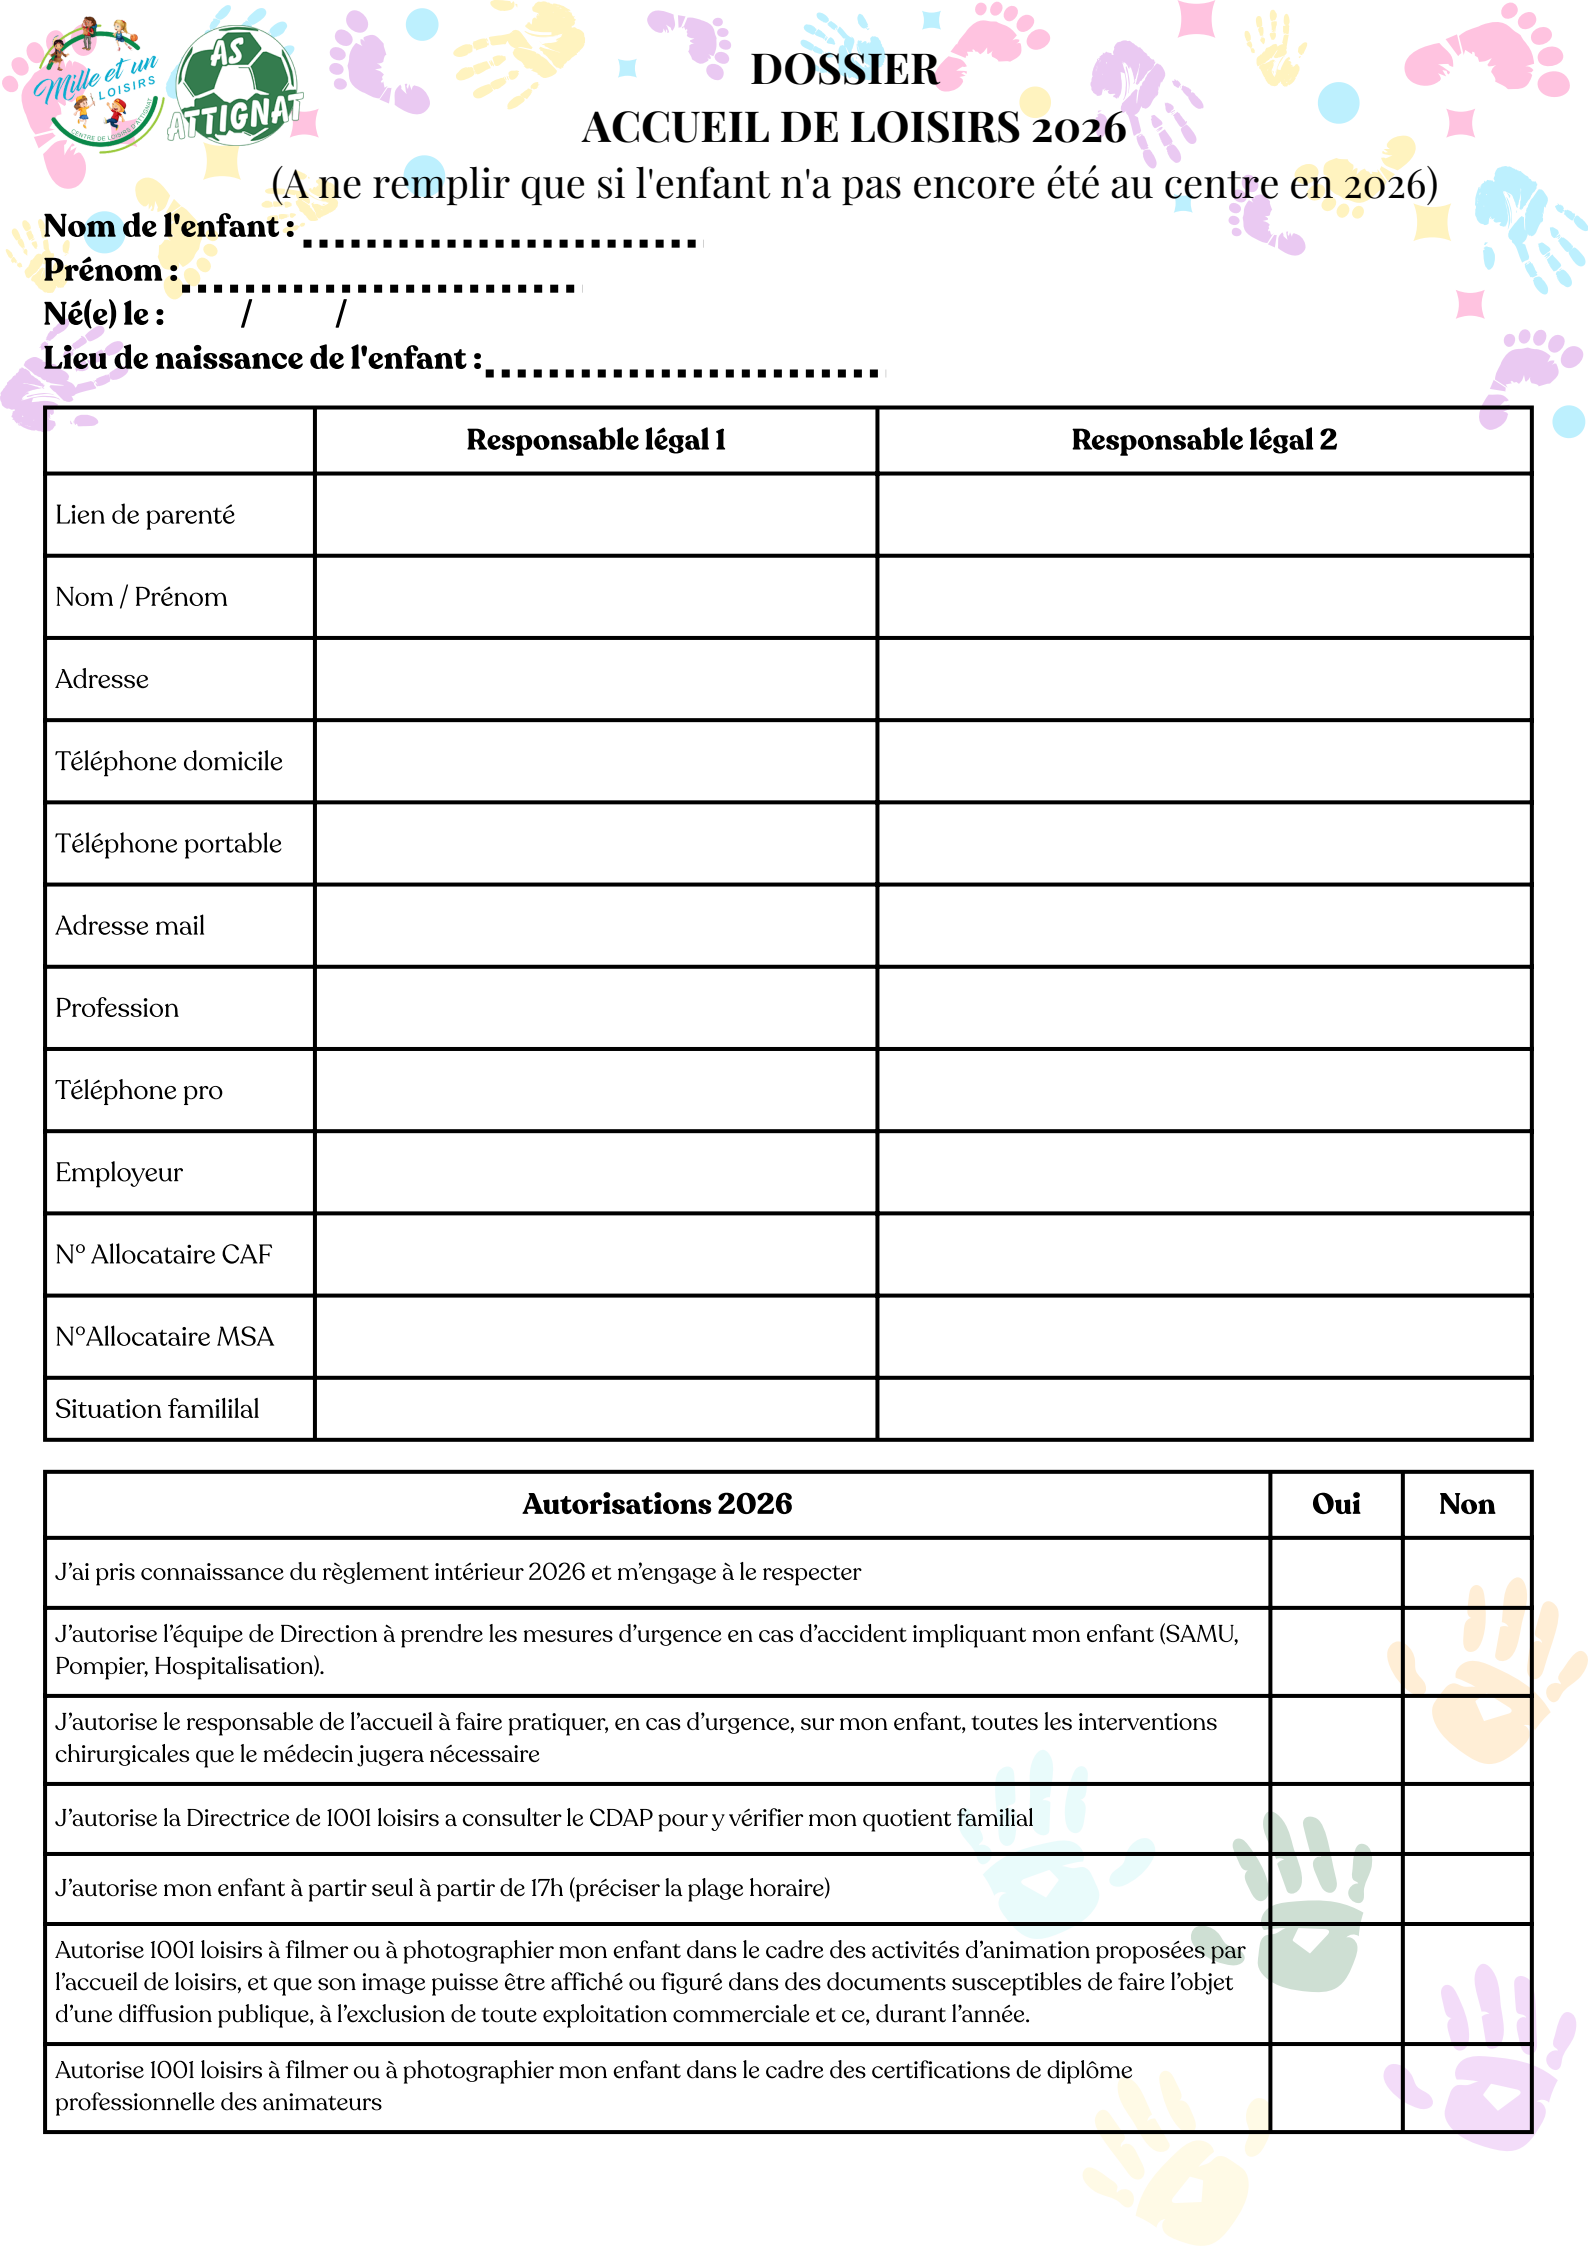 Mille et un
LOISIRS
CENTRE DE LOISIRS D'ATTIGNAT
AS
ATTIGNAT
DOSSIER
ACCUEIL DE LOISIRS 2026
(A ne remplir que si l'enfant n'a pas encore été au centre en 2026)
Nom de l'enfant :
Prénom :
Né(e) le : / /
Lieu de naissance de l'enfant :
Responsable légal 1 Responsable légal 2
Lien de parenté
Nom / Prénom
Adresse
Téléphone domicile
Téléphone portable
Adresse mail
Profession
Téléphone pro
Employeur
N° Allocataire CAF
N°Allocataire MSA
Situation famililal
Autorisations 2026 Oui Non
J’ai pris connaissance du règlement intérieur 2026 et m’engage à le respecter
J’autorise l’équipe de Direction à prendre les mesures d’urgence en cas d’accident impliquant mon enfant (SAMU,
Pompier, Hospitalisation).
J’autorise le responsable de l’accueil à faire pratiquer, en cas d’urgence, sur mon enfant, toutes les interventions
chirurgicales que le médecin jugera nécessaire
J’autorise la Directrice de 1001 loisirs a consulter le CDAP pour y vérifier mon quotient familial
J’autorise mon enfant à partir seul à partir de 17h (préciser la plage horaire)
Autorise 1001 loisirs à filmer ou à photographier mon enfant dans le cadre des activités d’animation proposées par
l’accueil de loisirs, et que son image puisse être affiché ou figuré dans des documents susceptibles de faire l’objet
d’une diffusion publique, à l’exclusion de toute exploitation commerciale et ce, durant l’année.
Autorise 1001 loisirs à filmer ou à photographier mon enfant dans le cadre des certifications de diplôme
professionnelle des animateurs